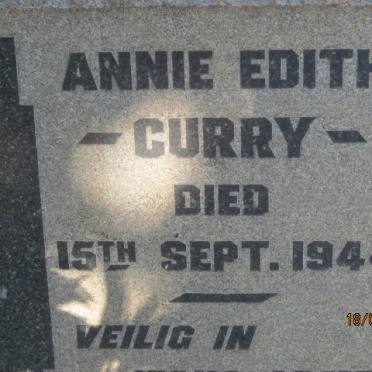 ANNIE EDITH
- CURRY -
DIED
15TH SEPT. 194
VEILIG IN